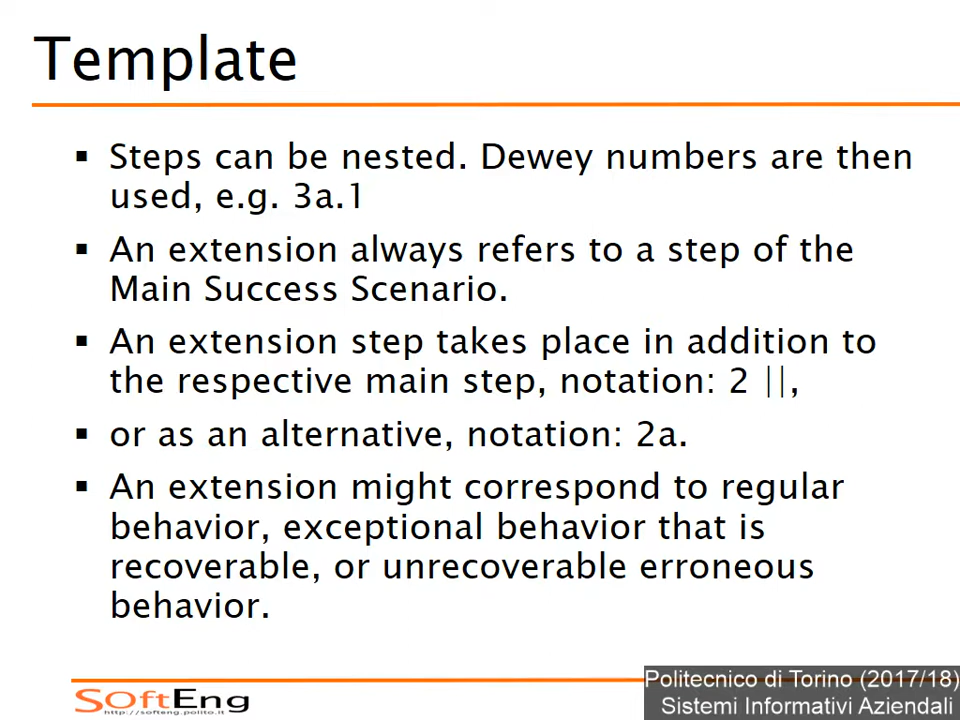 Template
▪ Steps can be nested. Dewey numbers are then
used, e.g. 3a.1
▪ An extension always refers to a step of the
Main Success Scenario.
▪ An extension step takes place in addition to
the respective main step, notation: 2 ||,
▪ or as an alternative, notation: 2a.
▪ An extension might correspond to regular
behavior, exceptional behavior that is
recoverable, or unrecoverable erroneous
behavior.
SOftEng
http://softeng.polito.it
Politecnico di Torino (2017/18)
Sistemi Informativi Aziendali